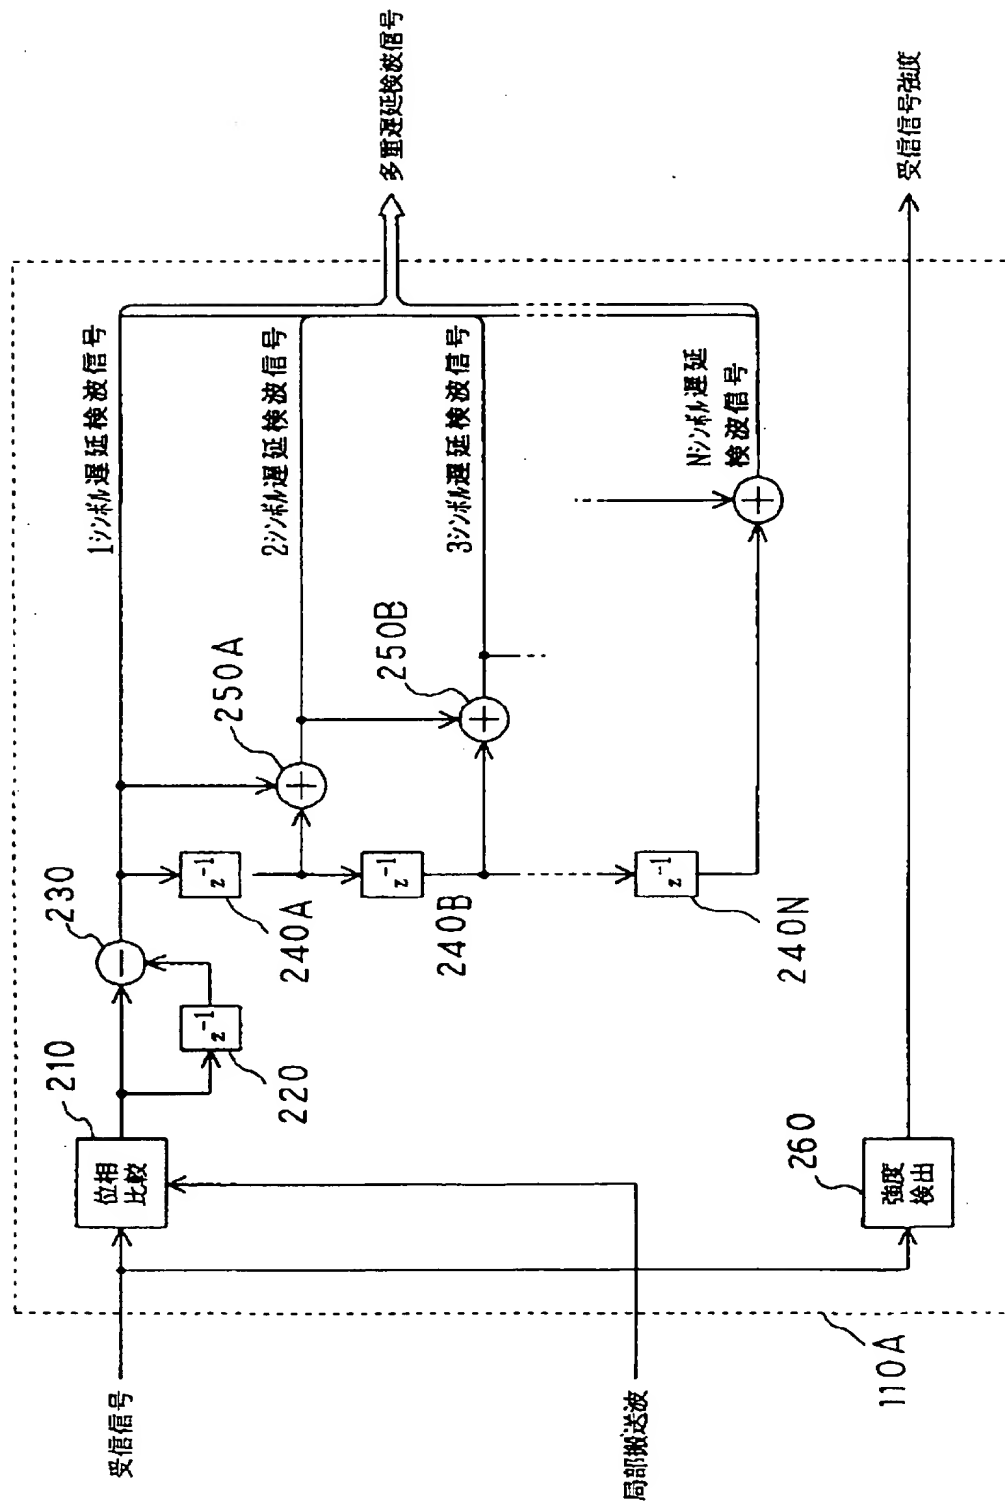 受信信号
局部搬送波
110A
位相
比較
210
z⁻¹
220
230
z⁻¹
240A
z⁻¹
240B
z⁻¹
240N
250A
250B
1シンボル遅延検波信号
2シンボル遅延検波信号
3シンボル遅延検波信号
Nシンボル遅延
検波信号
多重遅延検波信号
強度
検出
260
受信信号強度